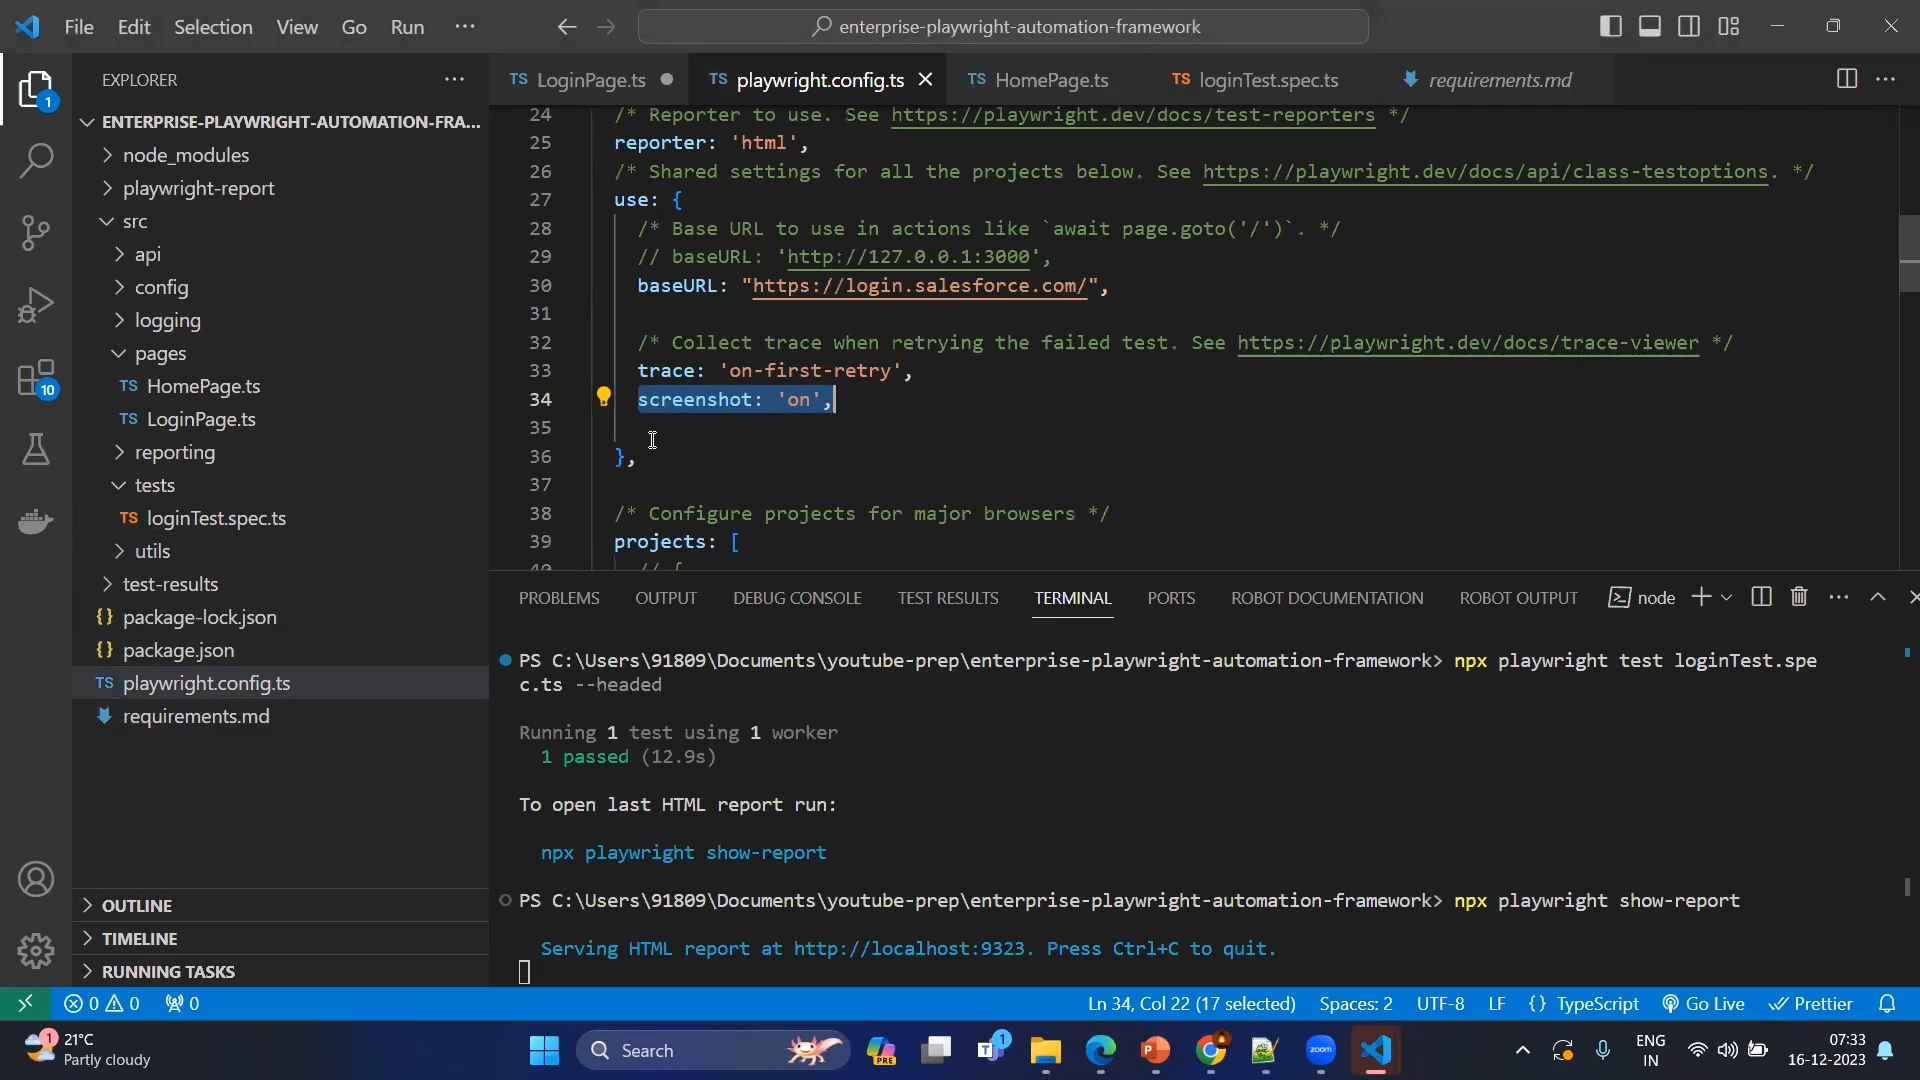 File Edit Selection View Go Run ···
enterprise-playwright-automation-framework
EXPLORER ···
TS LoginPage.ts
TS playwright.config.ts
TS HomePage.ts
TS loginTest.spec.ts
requirements.md
1
10
ENTERPRISE-PLAYWRIGHT-AUTOMATION-FRA...
node_modules
playwright-report
src
api
config
logging
pages
TS HomePage.ts
TS LoginPage.ts
reporting
tests
TS loginTest.spec.ts
utils
test-results
{} package-lock.json
{} package.json
TS playwright.config.ts
requirements.md
OUTLINE
TIMELINE
RUNNING TASKS
24 /* Reporter to use. See https://playwright.dev/docs/test-reporters */
25 reporter: 'html',
26 /* Shared settings for all the projects below. See https://playwright.dev/docs/api/class-testoptions. */
27 use: {
28 /* Base URL to use in actions like `await page.goto('/')`. */
29 // baseURL: 'http://127.0.0.1:3000',
30 baseURL: "https://login.salesforce.com/",
31
32 /* Collect trace when retrying the failed test. See https://playwright.dev/docs/trace-viewer */
33 trace: 'on-first-retry',
34 screenshot: 'on',
35
36 },
37
38 /* Configure projects for major browsers */
39 projects: [
40 // {
PROBLEMS OUTPUT DEBUG CONSOLE TEST RESULTS TERMINAL PORTS ROBOT DOCUMENTATION ROBOT OUTPUT node
PS C:\Users\91809\Documents\youtube-prep\enterprise-playwright-automation-framework> npx playwright test loginTest.spe
c.ts --headed
Running 1 test using 1 worker
1 passed (12.9s)
To open last HTML report run:
npx playwright show-report
PS C:\Users\91809\Documents\youtube-prep\enterprise-playwright-automation-framework> npx playwright show-report
Serving HTML report at http://localhost:9323. Press Ctrl+C to quit.
0 0 0
Ln 34, Col 22 (17 selected) Spaces: 2 UTF-8 LF {} TypeScript Go Live Prettier
1
21°C
Partly cloudy
Search
PRE
1
zoom
ENG
IN
07:33
16-12-2023